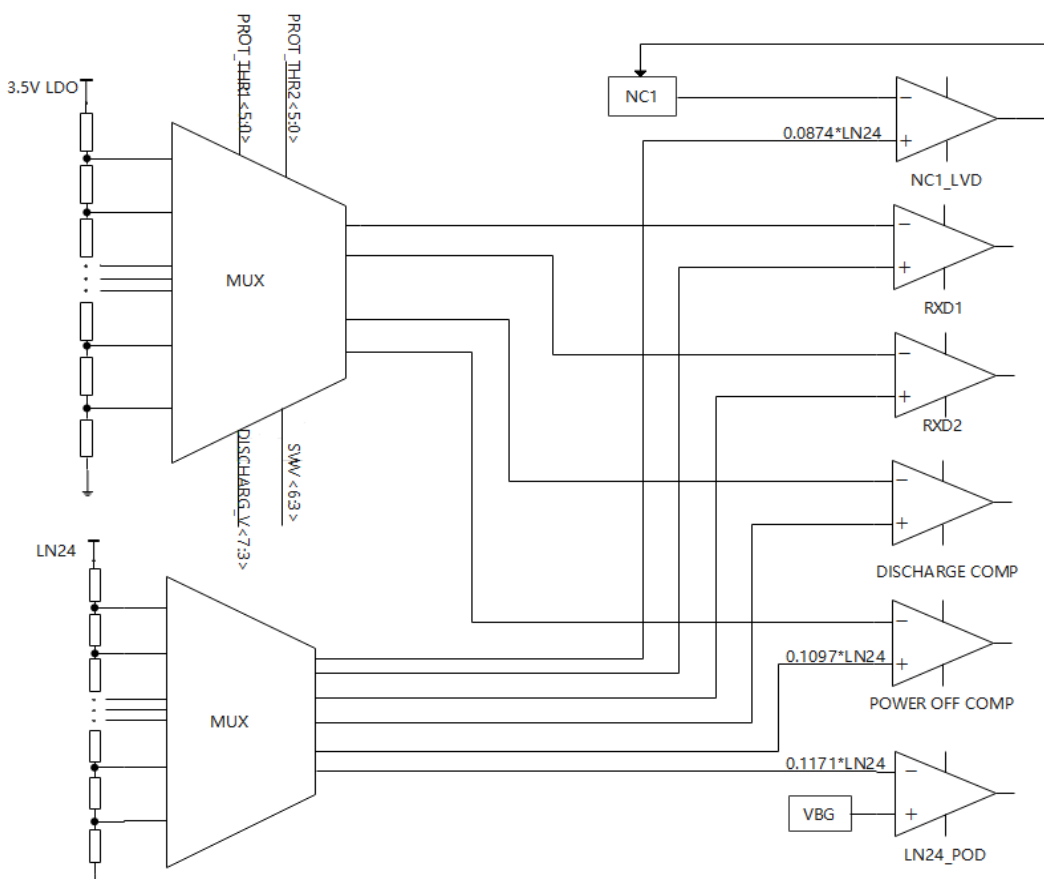 PROT_THR1<5:0>
PROT_THR2<5:0>
3.5V LDO
NC1
−
0.0874*LN24
+
NC1_LVD
−
MUX
+
RXD1
−
+
RXD2
DISCHARG_V<7:3>
SWV<6:3>
−
+
DISCHARGE COMP
LN24
−
0.1097*LN24
+
POWER OFF COMP
MUX
0.1171*LN24
−
VBG
+
LN24_POD